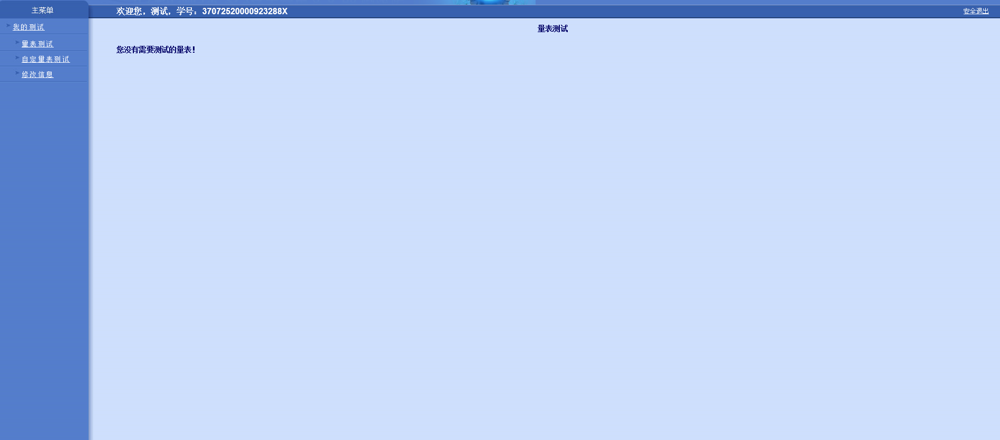 主菜单
欢迎您，测试，学号：37072520000923288X
安全退出
我的测试
量表测试
自定量表测试
修改信息
量表测试
您没有需要测试的量表！